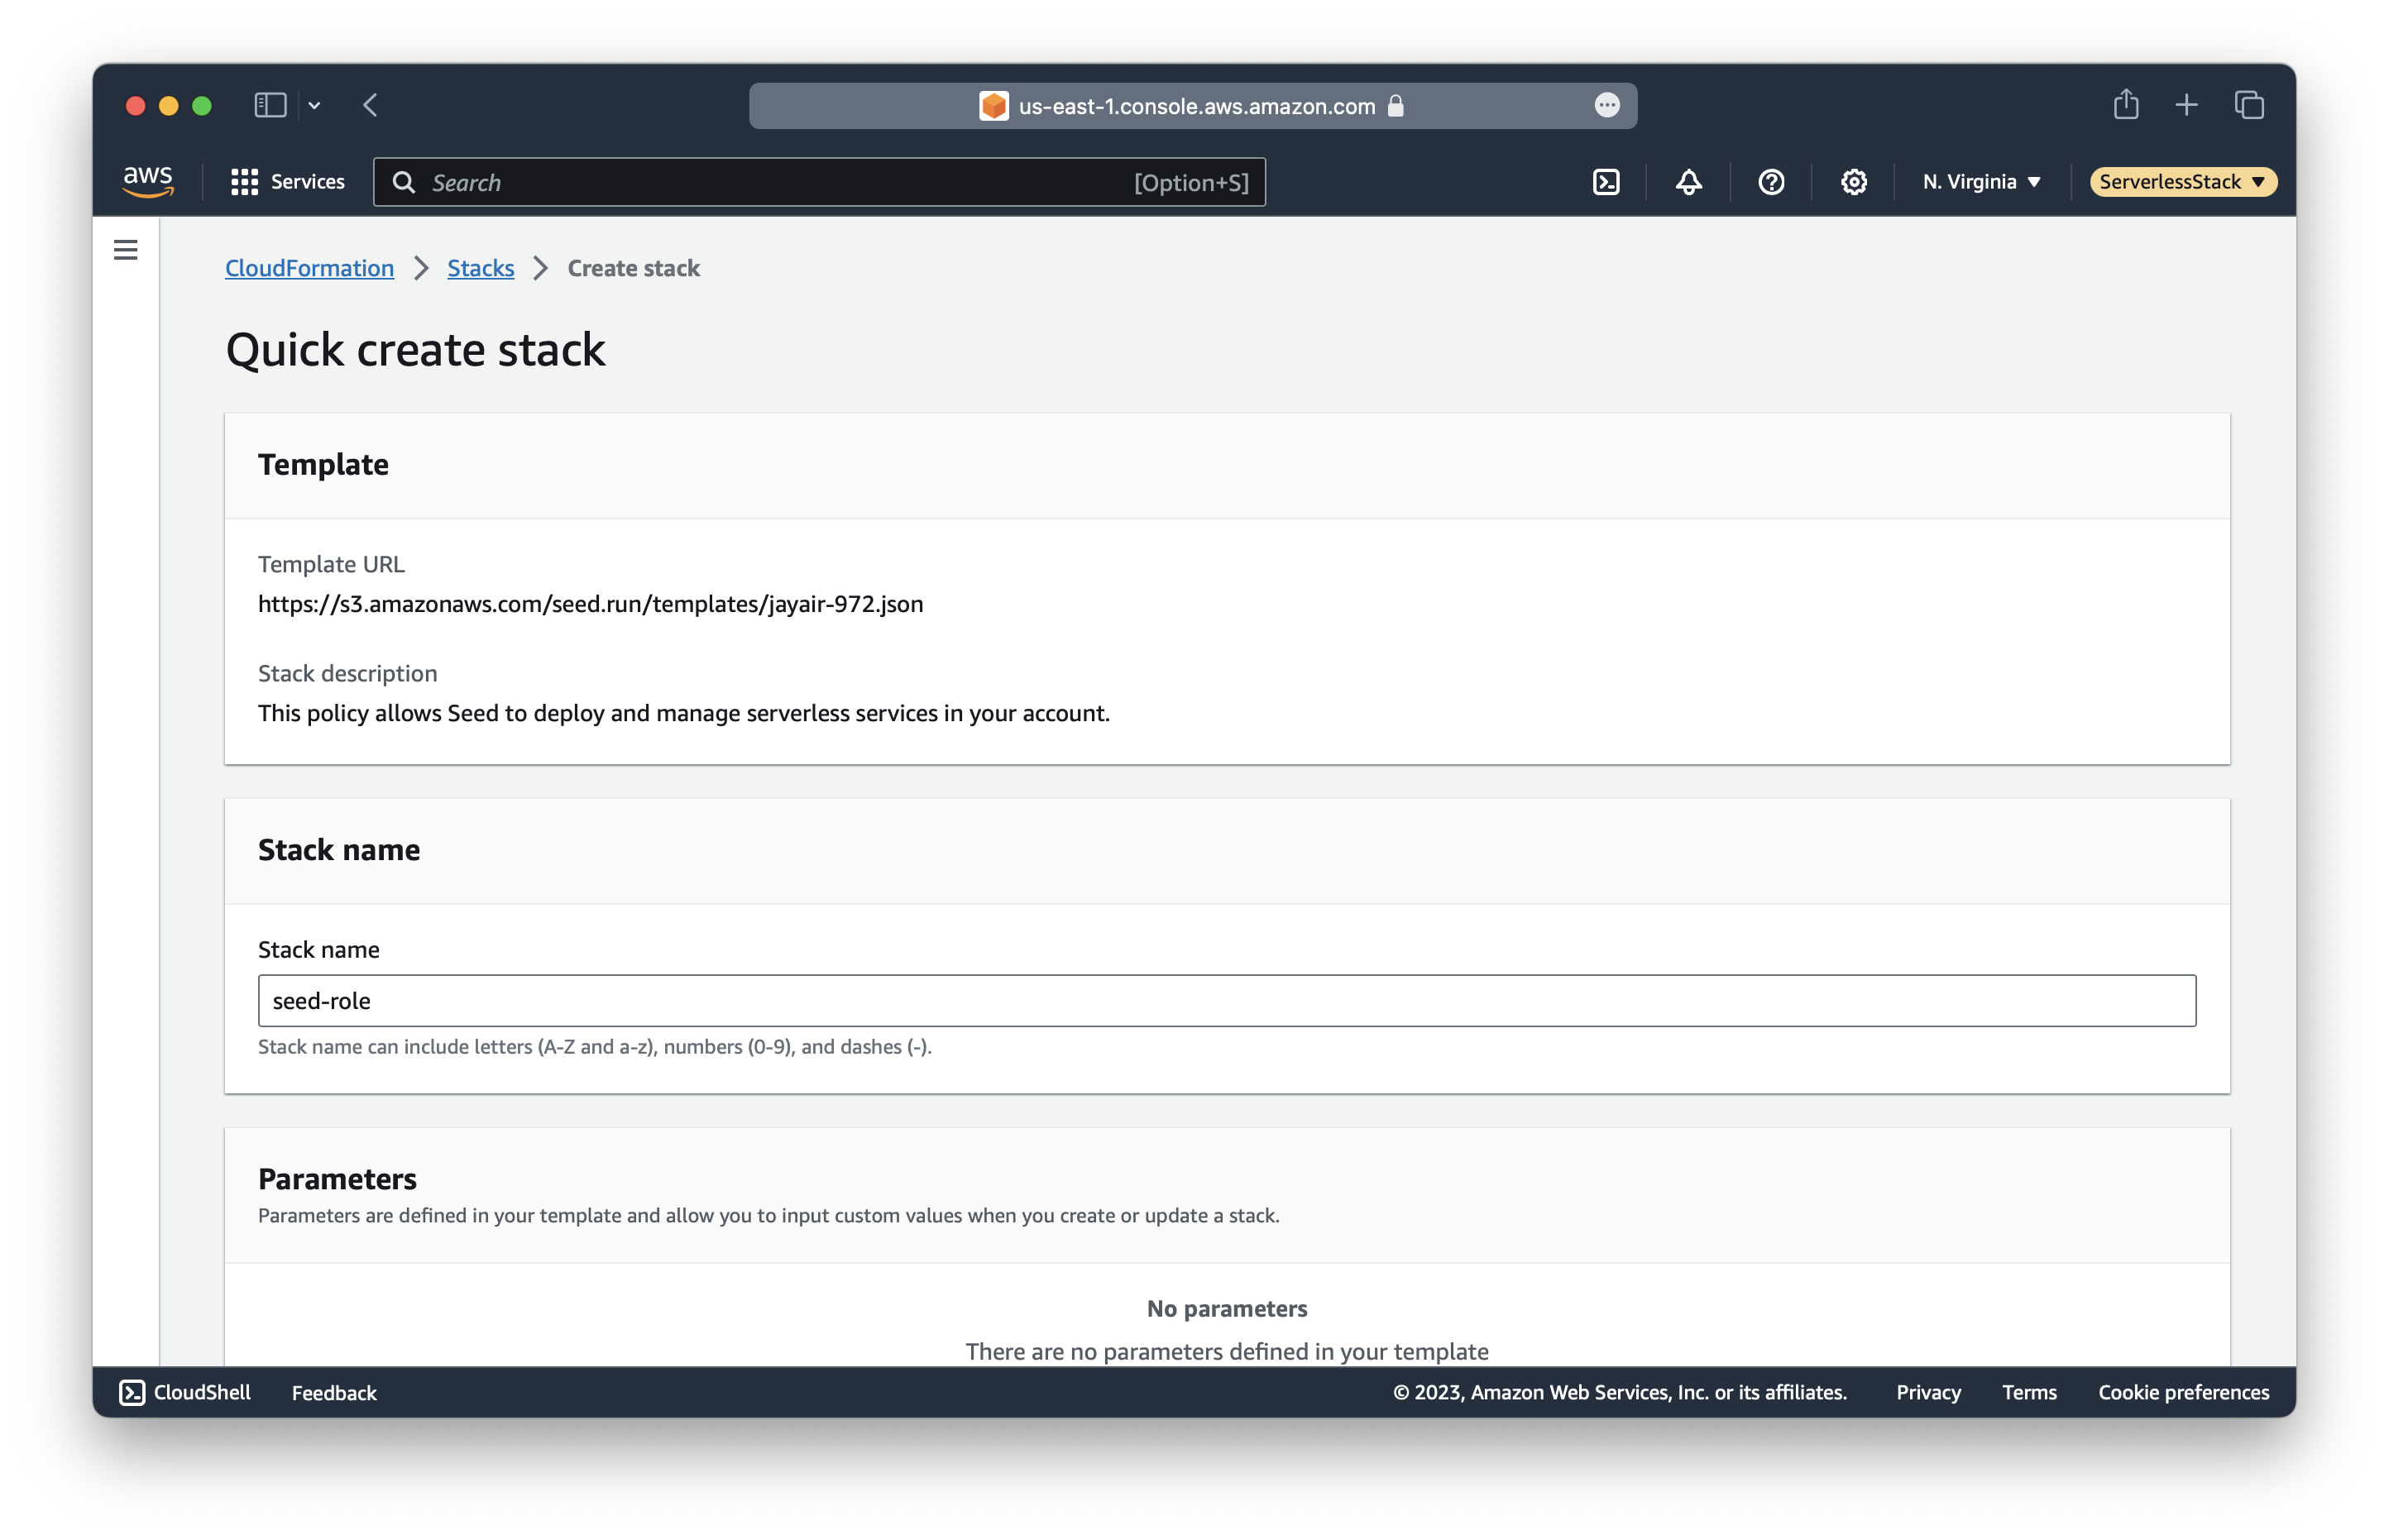 us-east-1.console.aws.amazon.com
aws
Services
Search
[Option+S]
N. Virginia
ServerlessStack
CloudFormation
Stacks
Create stack
Quick create stack
Template
Template URL
https://s3.amazonaws.com/seed.run/templates/jayair-972.json
Stack description
This policy allows Seed to deploy and manage serverless services in your account.
Stack name
Stack name
seed-role
Stack name can include letters (A-Z and a-z), numbers (0-9), and dashes (-).
Parameters
Parameters are defined in your template and allow you to input custom values when you create or update a stack.
No parameters
There are no parameters defined in your template
CloudShell
Feedback
© 2023, Amazon Web Services, Inc. or its affiliates.
Privacy
Terms
Cookie preferences